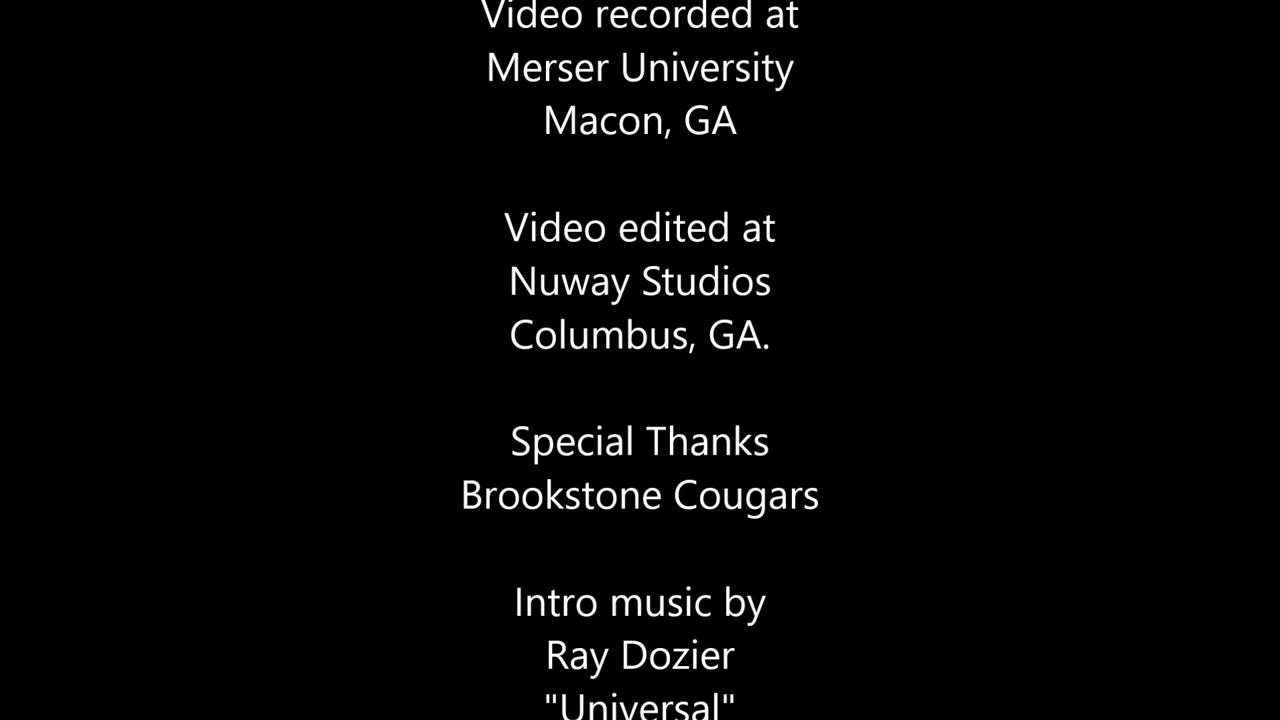 Video recorded at
Merser University
Macon, GA
Video edited at
Nuway Studios
Columbus, GA.
Special Thanks
Brookstone Cougars
Intro music by
Ray Dozier
"Universal"